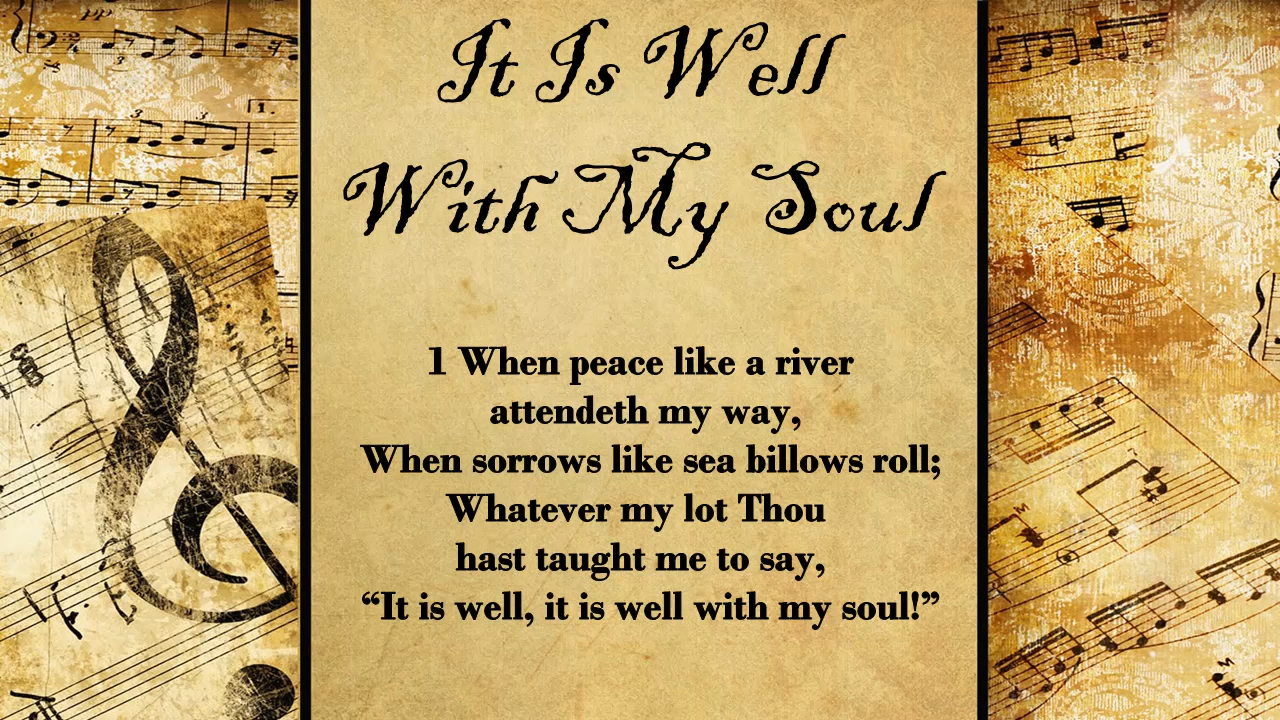 It Is Well
With My Soul
1 When peace like a river
attendeth my way,
When sorrows like sea billows roll;
Whatever my lot Thou
hast taught me to say,
“It is well, it is well with my soul!”